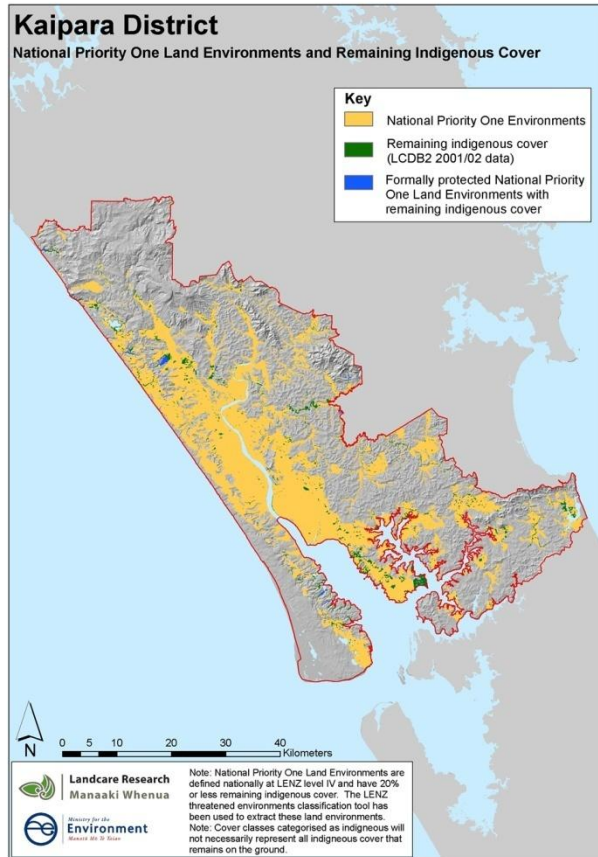 Kaipara District
National Priority One Land Environments and Remaining Indigenous Cover
Key
National Priority One Environments
Remaining indigenous cover
(LCDB2 2001/02 data)
Formally protected National Priority
One Land Environments with
remaining indigenous cover
N
0 5 10 20 30 40
Kilometers
Landcare Research
Manaaki Whenua
Ministry for the
Environment
Manatū Mō Te Taiao
Note: National Priority One Land Environments are
defined nationally at LENZ level IV and have 20%
or less remaining indigenous cover. The LENZ
threatened environments classification tool has
been used to extract these land environments.
Note: Cover classes categorised as indigneous will
not necessarily represent all indigenous cover that
remains on the ground.